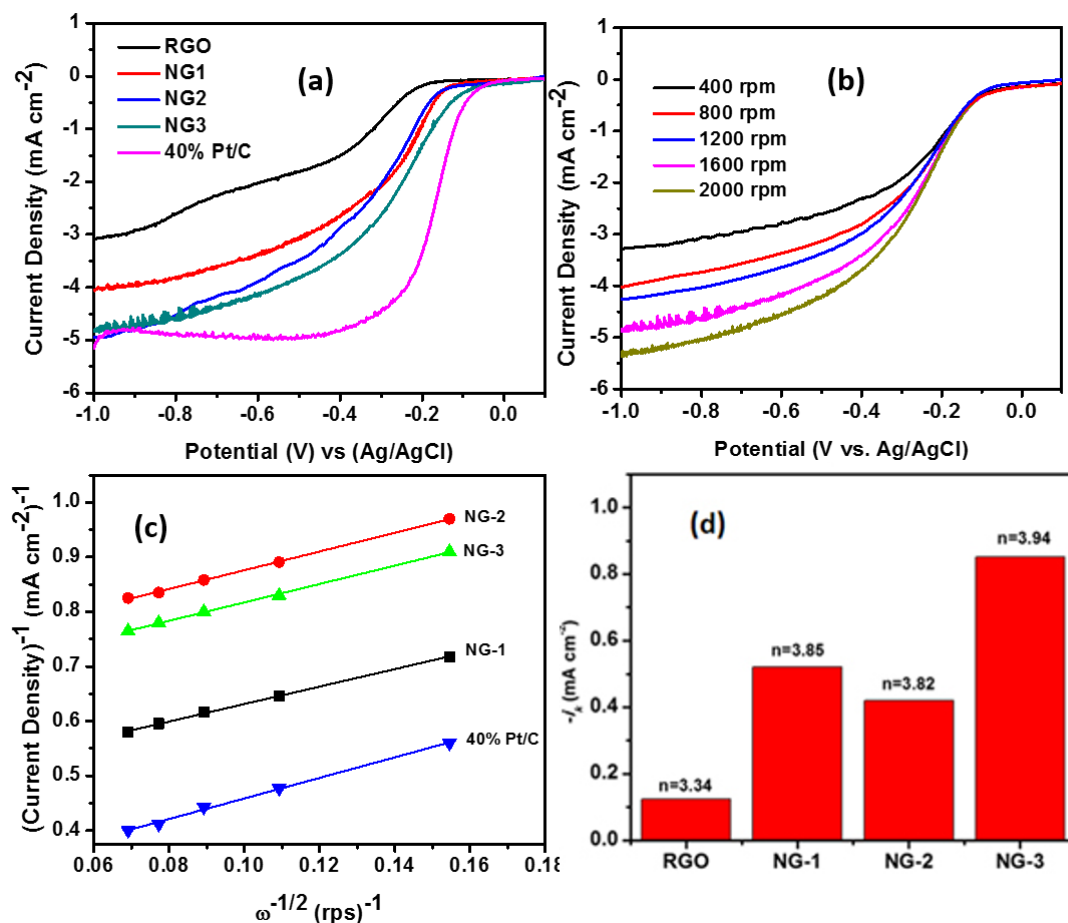 (a)
RGO
NG1
NG2
NG3
40% Pt/C
1
0
-1
-2
-3
-4
-5
-6
Current Density (mA cm⁻²)
-1.0 -0.8 -0.6 -0.4 -0.2 0.0
Potential (V) vs (Ag/AgCl)
(b)
400 rpm
800 rpm
1200 rpm
1600 rpm
2000 rpm
1
0
-1
-2
-3
-4
-5
-6
Current Density (mA cm⁻²)
-1.0 -0.8 -0.6 -0.4 -0.2 0.0
Potential (V vs. Ag/AgCl)
(c)
NG-2
NG-3
NG-1
40% Pt/C
1.0
0.9
0.8
0.7
0.6
0.5
0.4
(Current Density)⁻¹ (mA cm⁻²)⁻¹
0.06 0.08 0.10 0.12 0.14 0.16 0.18
ω⁻¹/² (rps)⁻¹
(d)
n=3.94
n=3.85
n=3.82
n=3.34
1.0
0.8
0.6
0.4
0.2
0.0
-Jₖ (mA cm⁻²)
RGO NG-1 NG-2 NG-3